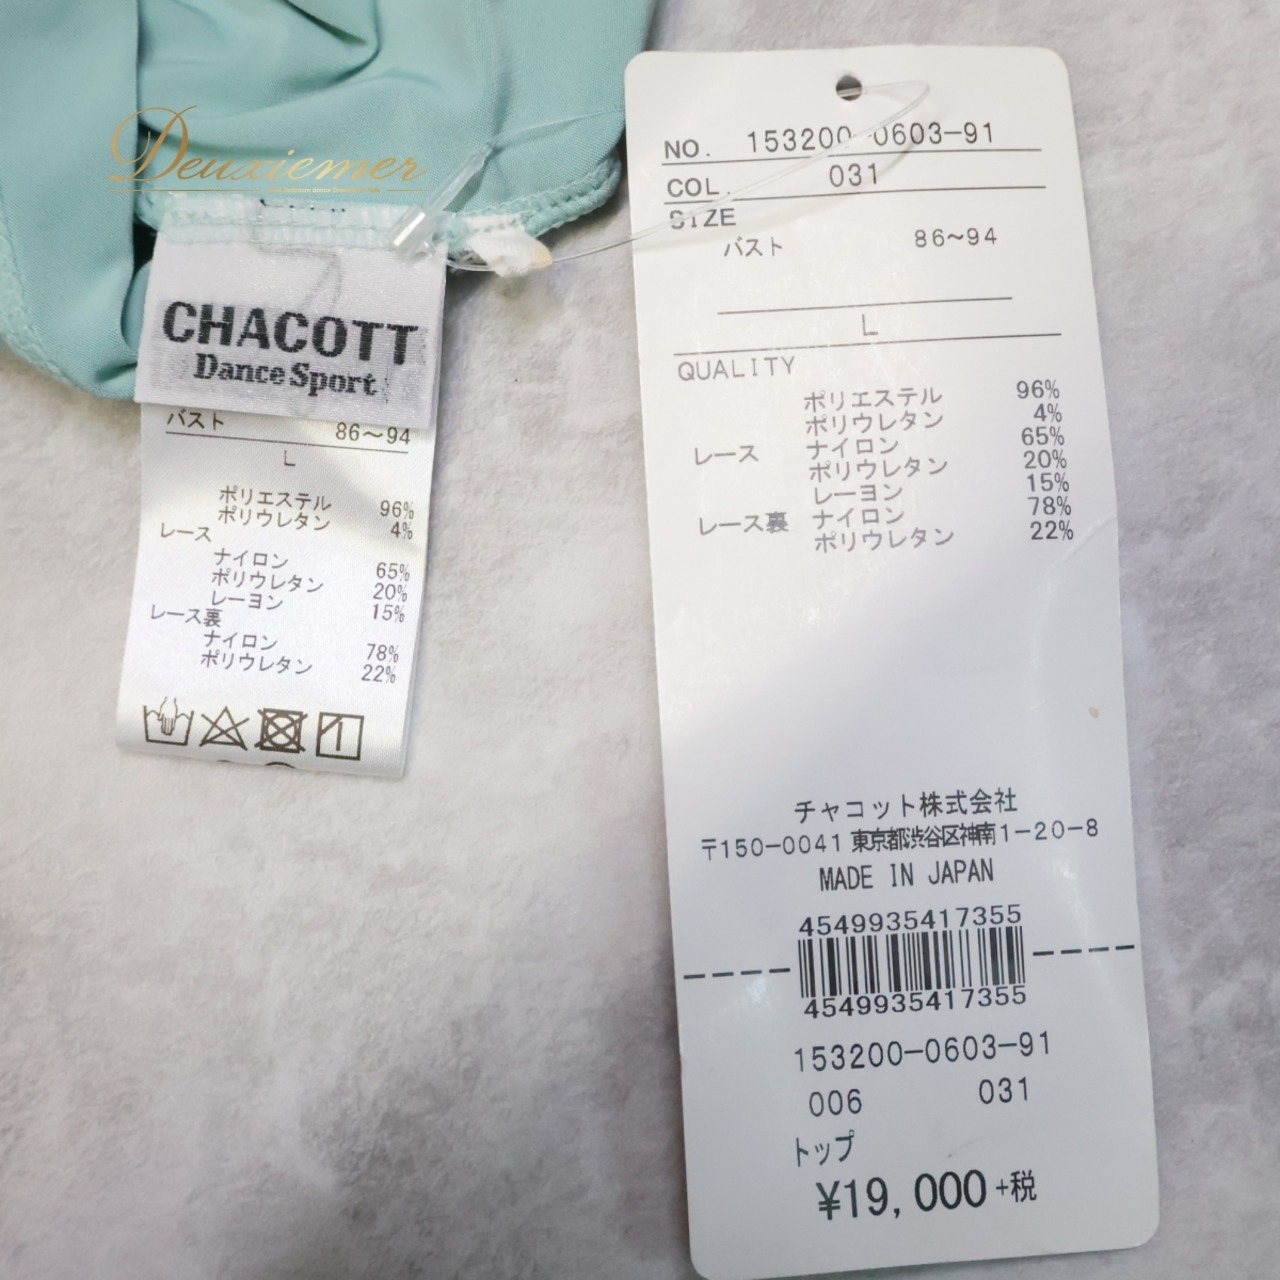 Deuxiemer
CHACOTT
Dance Sport
バスト 86～94
L
ポリエステル 96%
ポリウレタン 4%
レース
ナイロン 65%
ポリウレタン 20%
レーヨン 15%
レース裏
ナイロン 78%
ポリウレタン 22%
NO. 153200-0603-91
COL. 031
SIZE
バスト 86～94
L
QUALITY
ポリエステル 96%
ポリウレタン 4%
レース ナイロン 65%
ポリウレタン 20%
レーヨン 15%
レース裏 ナイロン 78%
ポリウレタン 22%
チャコット株式会社
〒150-0041 東京都渋谷区神南1-20-8
MADE IN JAPAN
4549935417355
4549935417355
153200-0603-91
006 031
トップ
¥19,000+税